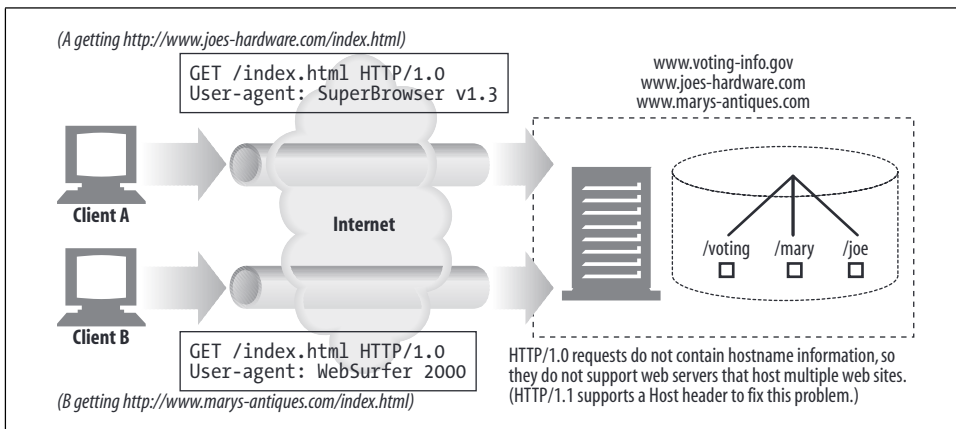 (A getting http://www.joes-hardware.com/index.html)
GET /index.html HTTP/1.0
User-agent: SuperBrowser v1.3
www.voting-info.gov
www.joes-hardware.com
www.marys-antiques.com
Client A
Internet
/voting
/mary
/joe
Client B
GET /index.html HTTP/1.0
User-agent: WebSurfer 2000
(B getting http://www.marys-antiques.com/index.html)
HTTP/1.0 requests do not contain hostname information, so
they do not support web servers that host multiple web sites.
(HTTP/1.1 supports a Host header to fix this problem.)